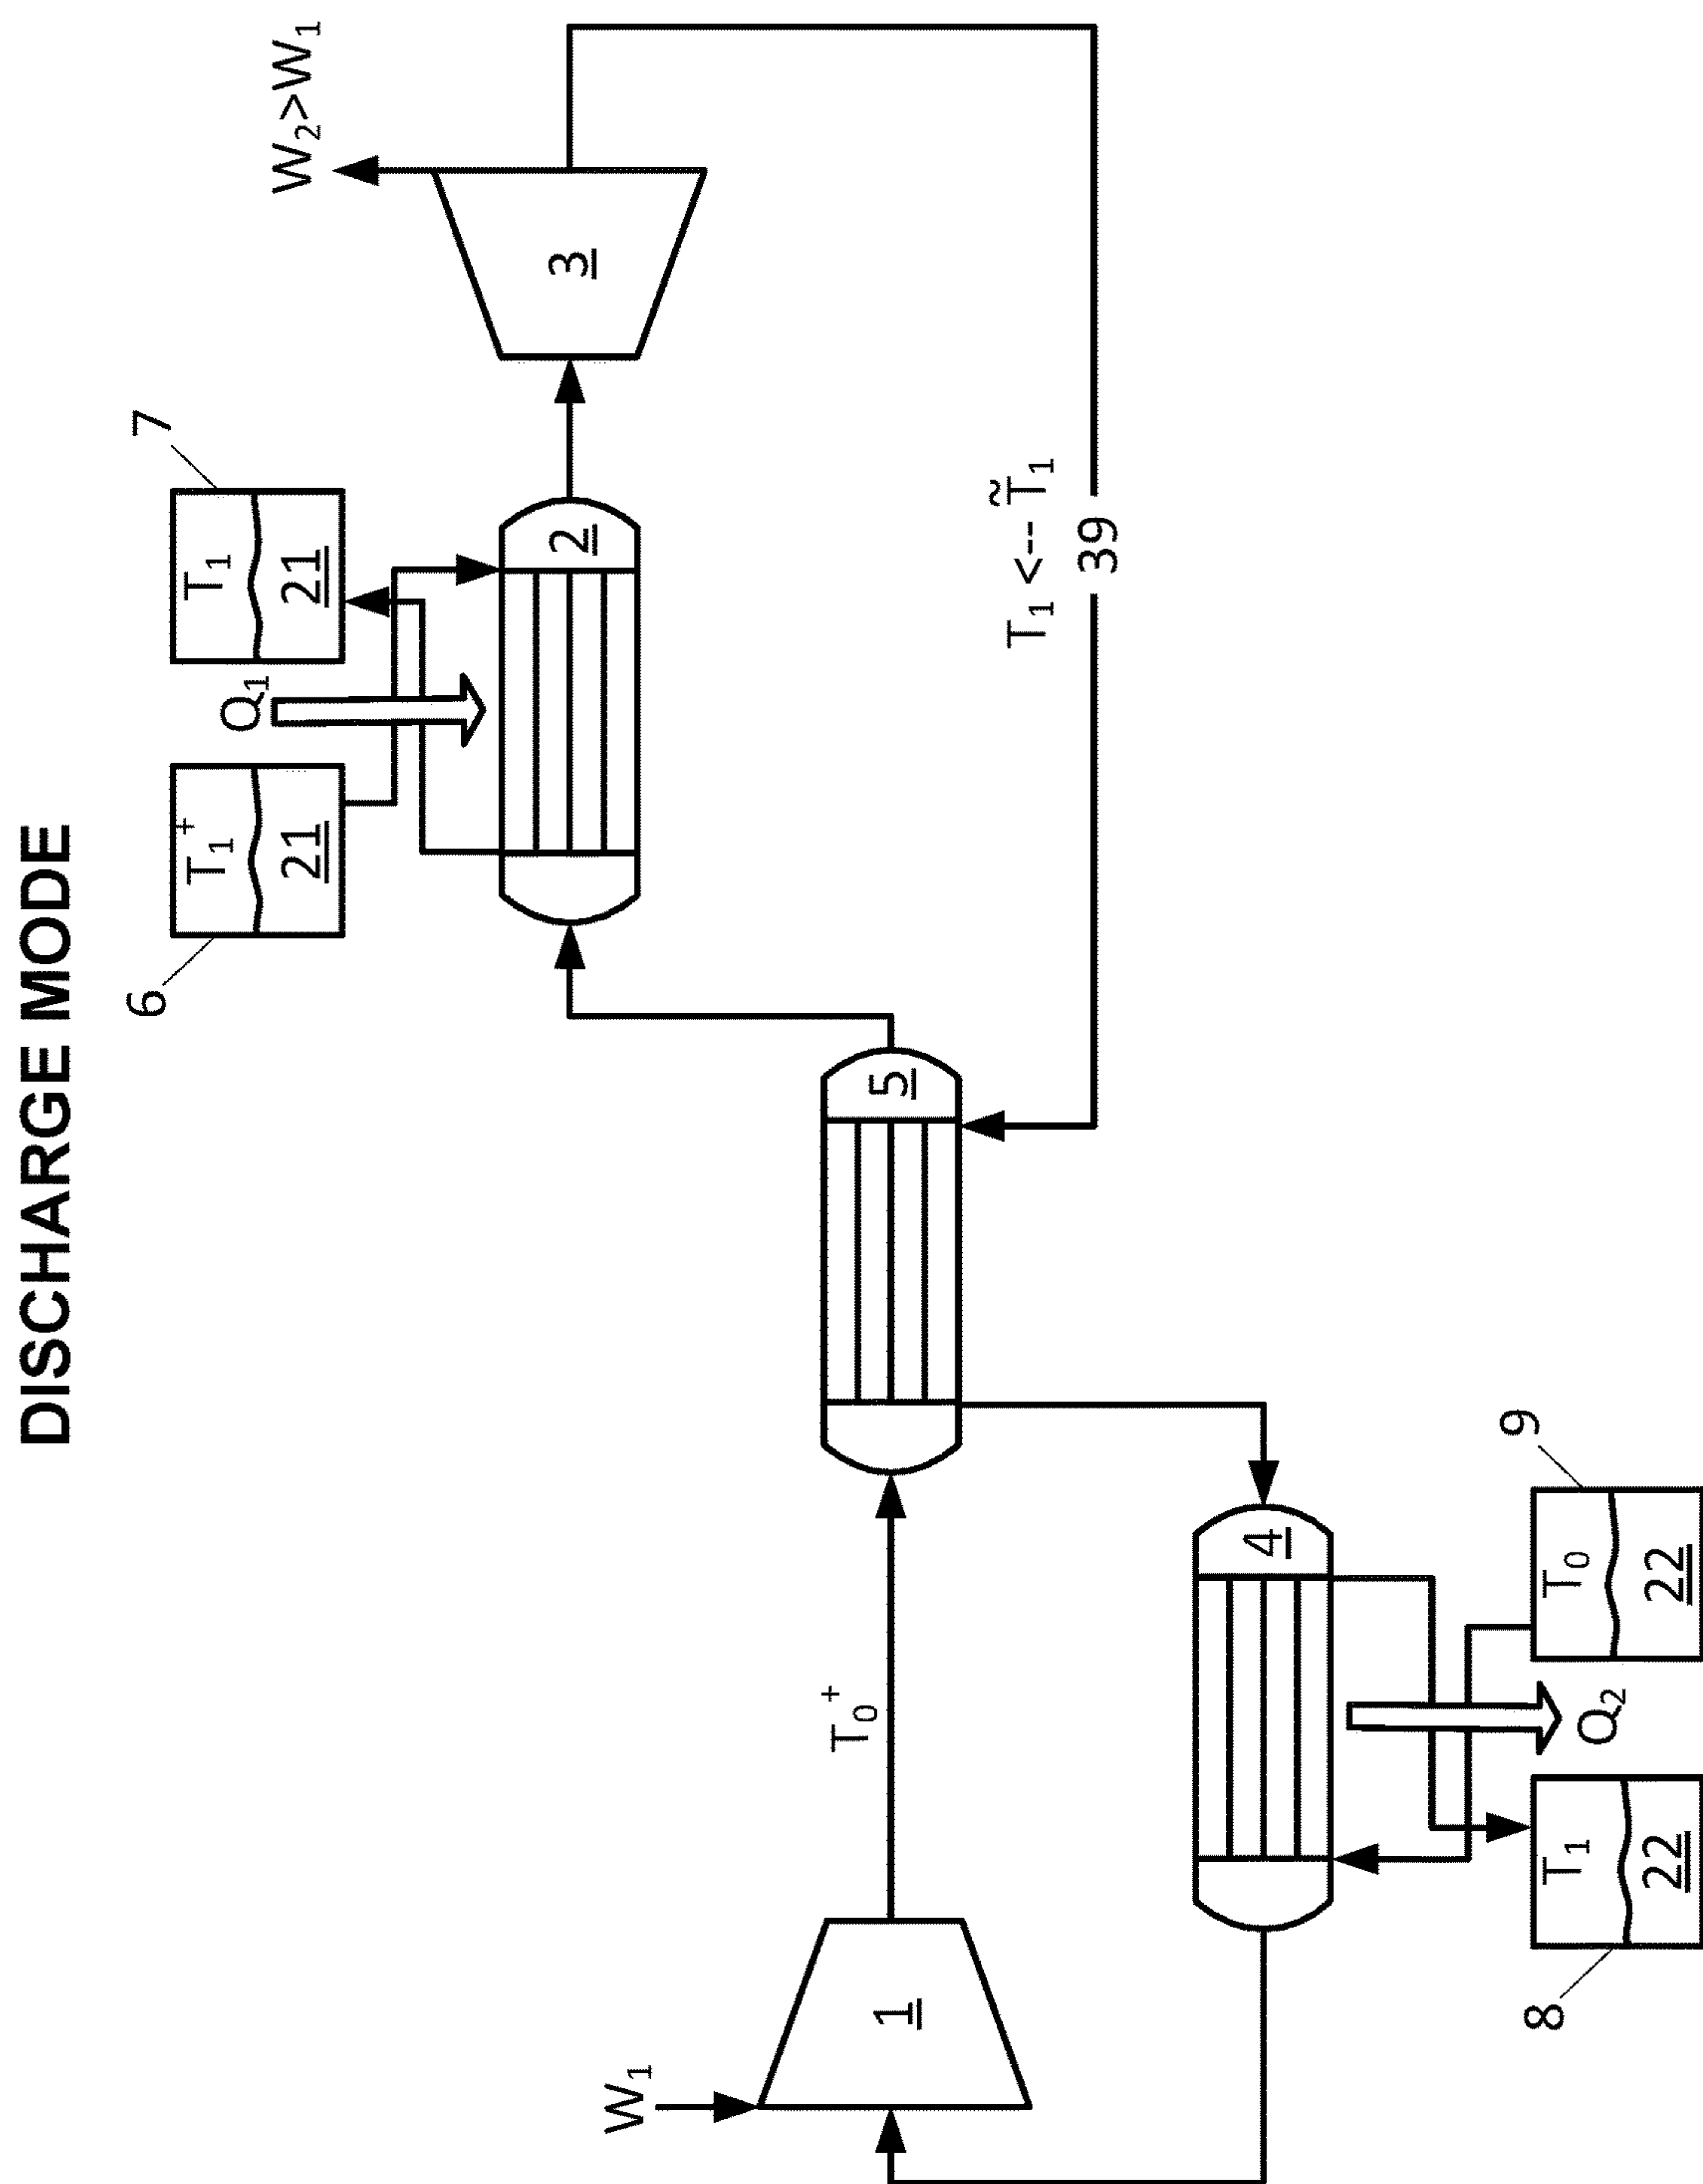 DISCHARGE MODE
6
T₁⁺
21
Q₁
T₁
21
7
W₂>W₁
2
3
5
T₁ <-- T̃₁
39
W₁
1
T₀⁺
4
8
T₁
22
Q₂
T₀
22
9